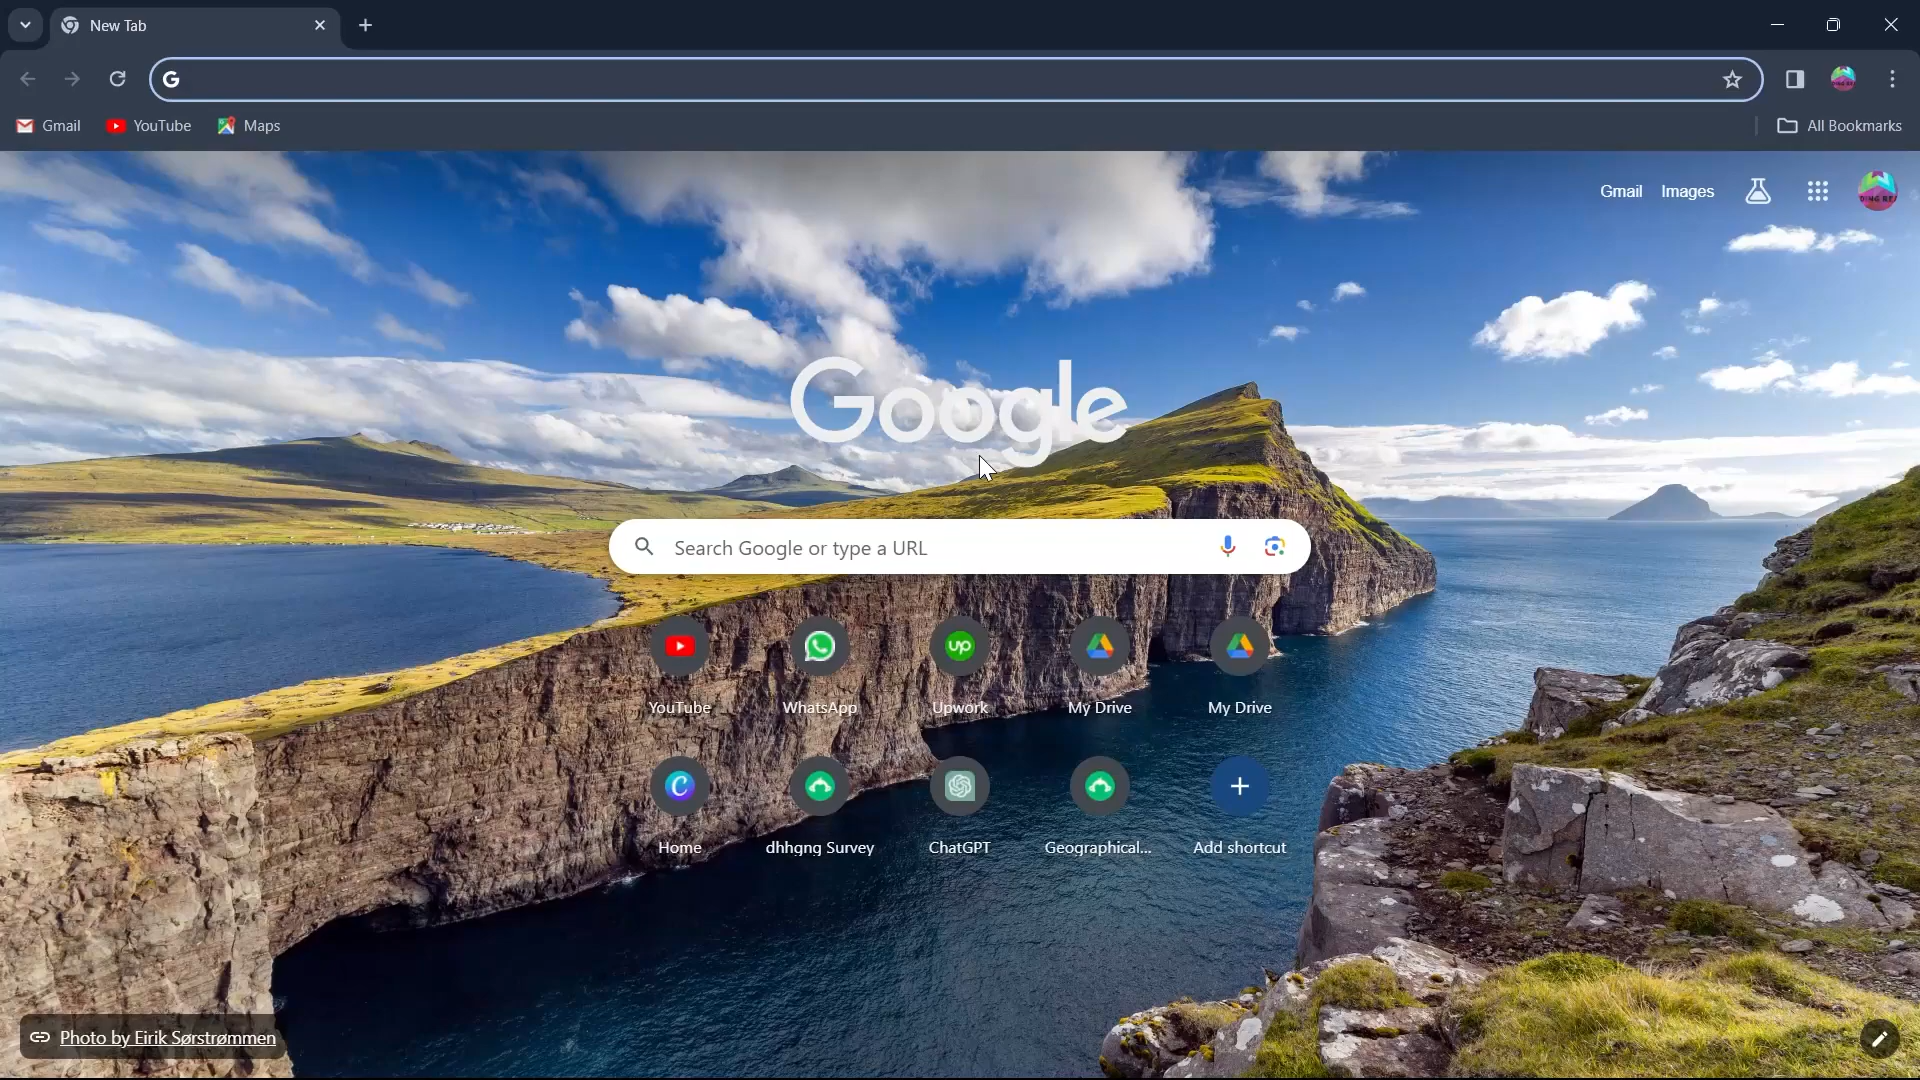 New Tab
Gmail YouTube Maps All Bookmarks
Gmail Images
Google
Search Google or type a URL
YouTube WhatsApp Upwork My Drive My Drive
Home dhhgng Survey ChatGPT Geographical... Add shortcut
Photo by Eirik Sørstrømmen